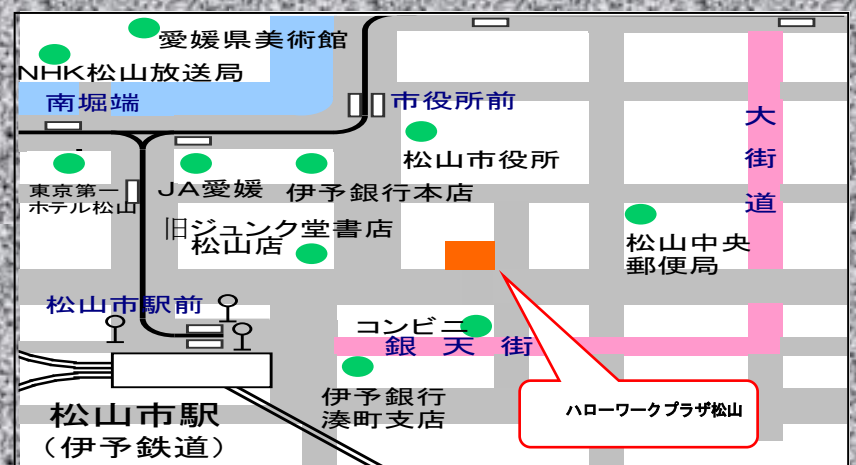 愛媛県美術館
NHK松山放送局
南堀端
市役所前
大街道
松山市役所
東京第一
ホテル松山
JA愛媛
伊予銀行本店
旧ジュンク堂書店
松山店
松山中央
郵便局
松山市駅前
コンビニ
銀天街
伊予銀行
湊町支店
ハローワークプラザ松山
松山市駅
（伊予鉄道）